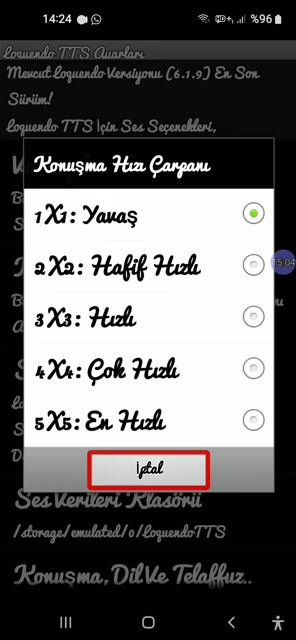 14:24
%96
Loquendo TTS Ayarları
Mevcut Loquendo Versiyonu (6.1.9) En Son
Sürüm!
Loquendo TTS İçin Ses Seçenekleri,
Konuşma Hızı Çarpanı
1X1: Yavaş
2X2: Hafif Hızlı
15:04
3X3: Hızlı
4X4: Çok Hızlı
5X5: En Hızlı
İptal
Ses Verileri Klasörü
/storage/emulated/0/LoquendoTTS
Konuşma, Dil Ve Telaffuz..